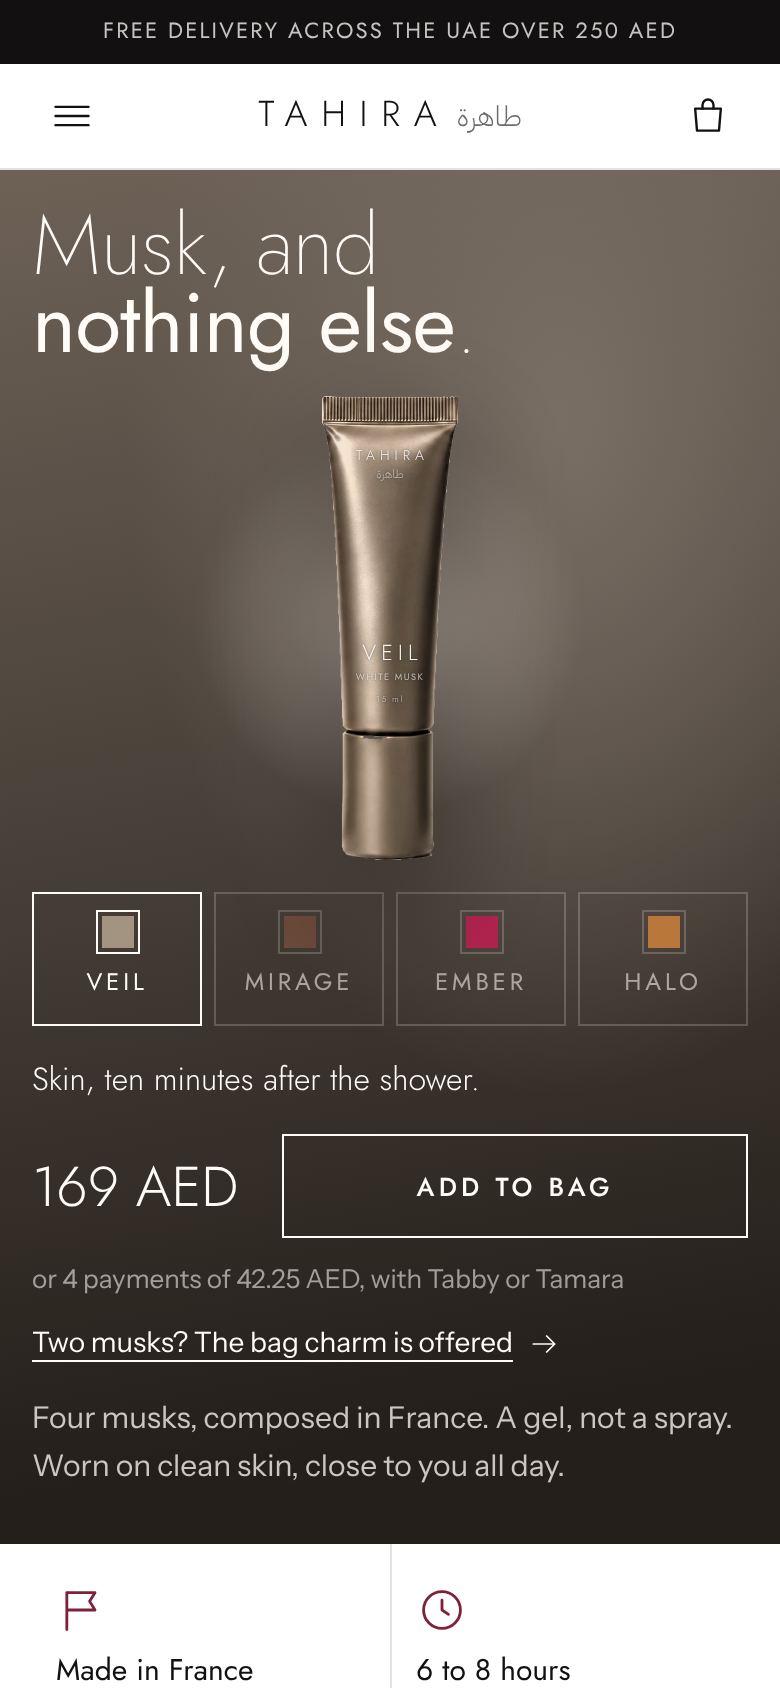 FREE DELIVERY ACROSS THE UAE OVER 250 AED
TAHIRA طاهرة
Musk, and
nothing else.
TAHIRA
طاهرة
VEIL
WHITE MUSK
15 ml
VEIL
MIRAGE
EMBER
HALO
Skin, ten minutes after the shower.
169 AED
ADD TO BAG
or 4 payments of 42.25 AED, with Tabby or Tamara
Two musks? The bag charm is offered →
Four musks, composed in France. A gel, not a spray.
Worn on clean skin, close to you all day.
Made in France
6 to 8 hours